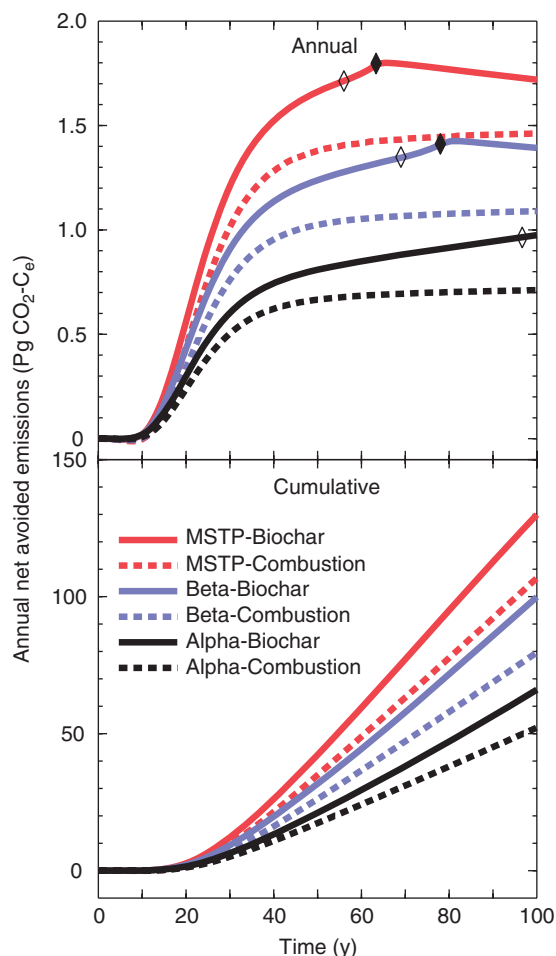 2.0
Annual
1.5
1.0
0.5
0
150
Cumulative
MSTP-Biochar
MSTP-Combustion
Beta-Biochar
Beta-Combustion
Alpha-Biochar
Alpha-Combustion
100
50
0
0 20 40 60 80 100
Time (y)
Annual net avoided emissions (Pg CO₂-Cₑ)